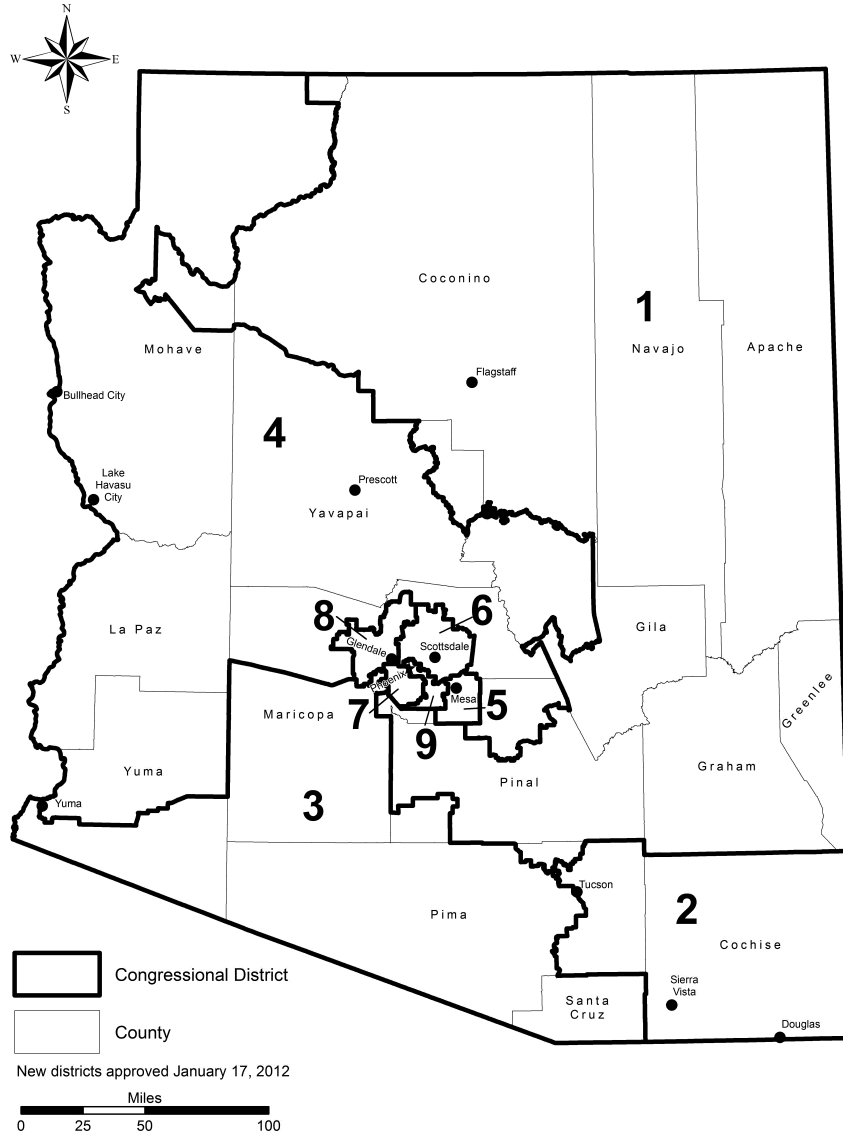 N
W E
S
Coconino
1
Mohave
Navajo
Apache
Flagstaff
Bullhead City
4
Lake
Havasu
City
Prescott
Yavapai
La Paz
8
6
Gila
Glendale
Scottsdale
Phoenix
Mesa
5
Greenlee
Maricopa
7
9
Yuma
Graham
Pinal
Yuma
3
Tucson
2
Pima
Cochise
Sierra
Vista
Santa
Cruz
Douglas
Congressional District
County
New districts approved January 17, 2012
Miles
0 25 50 100